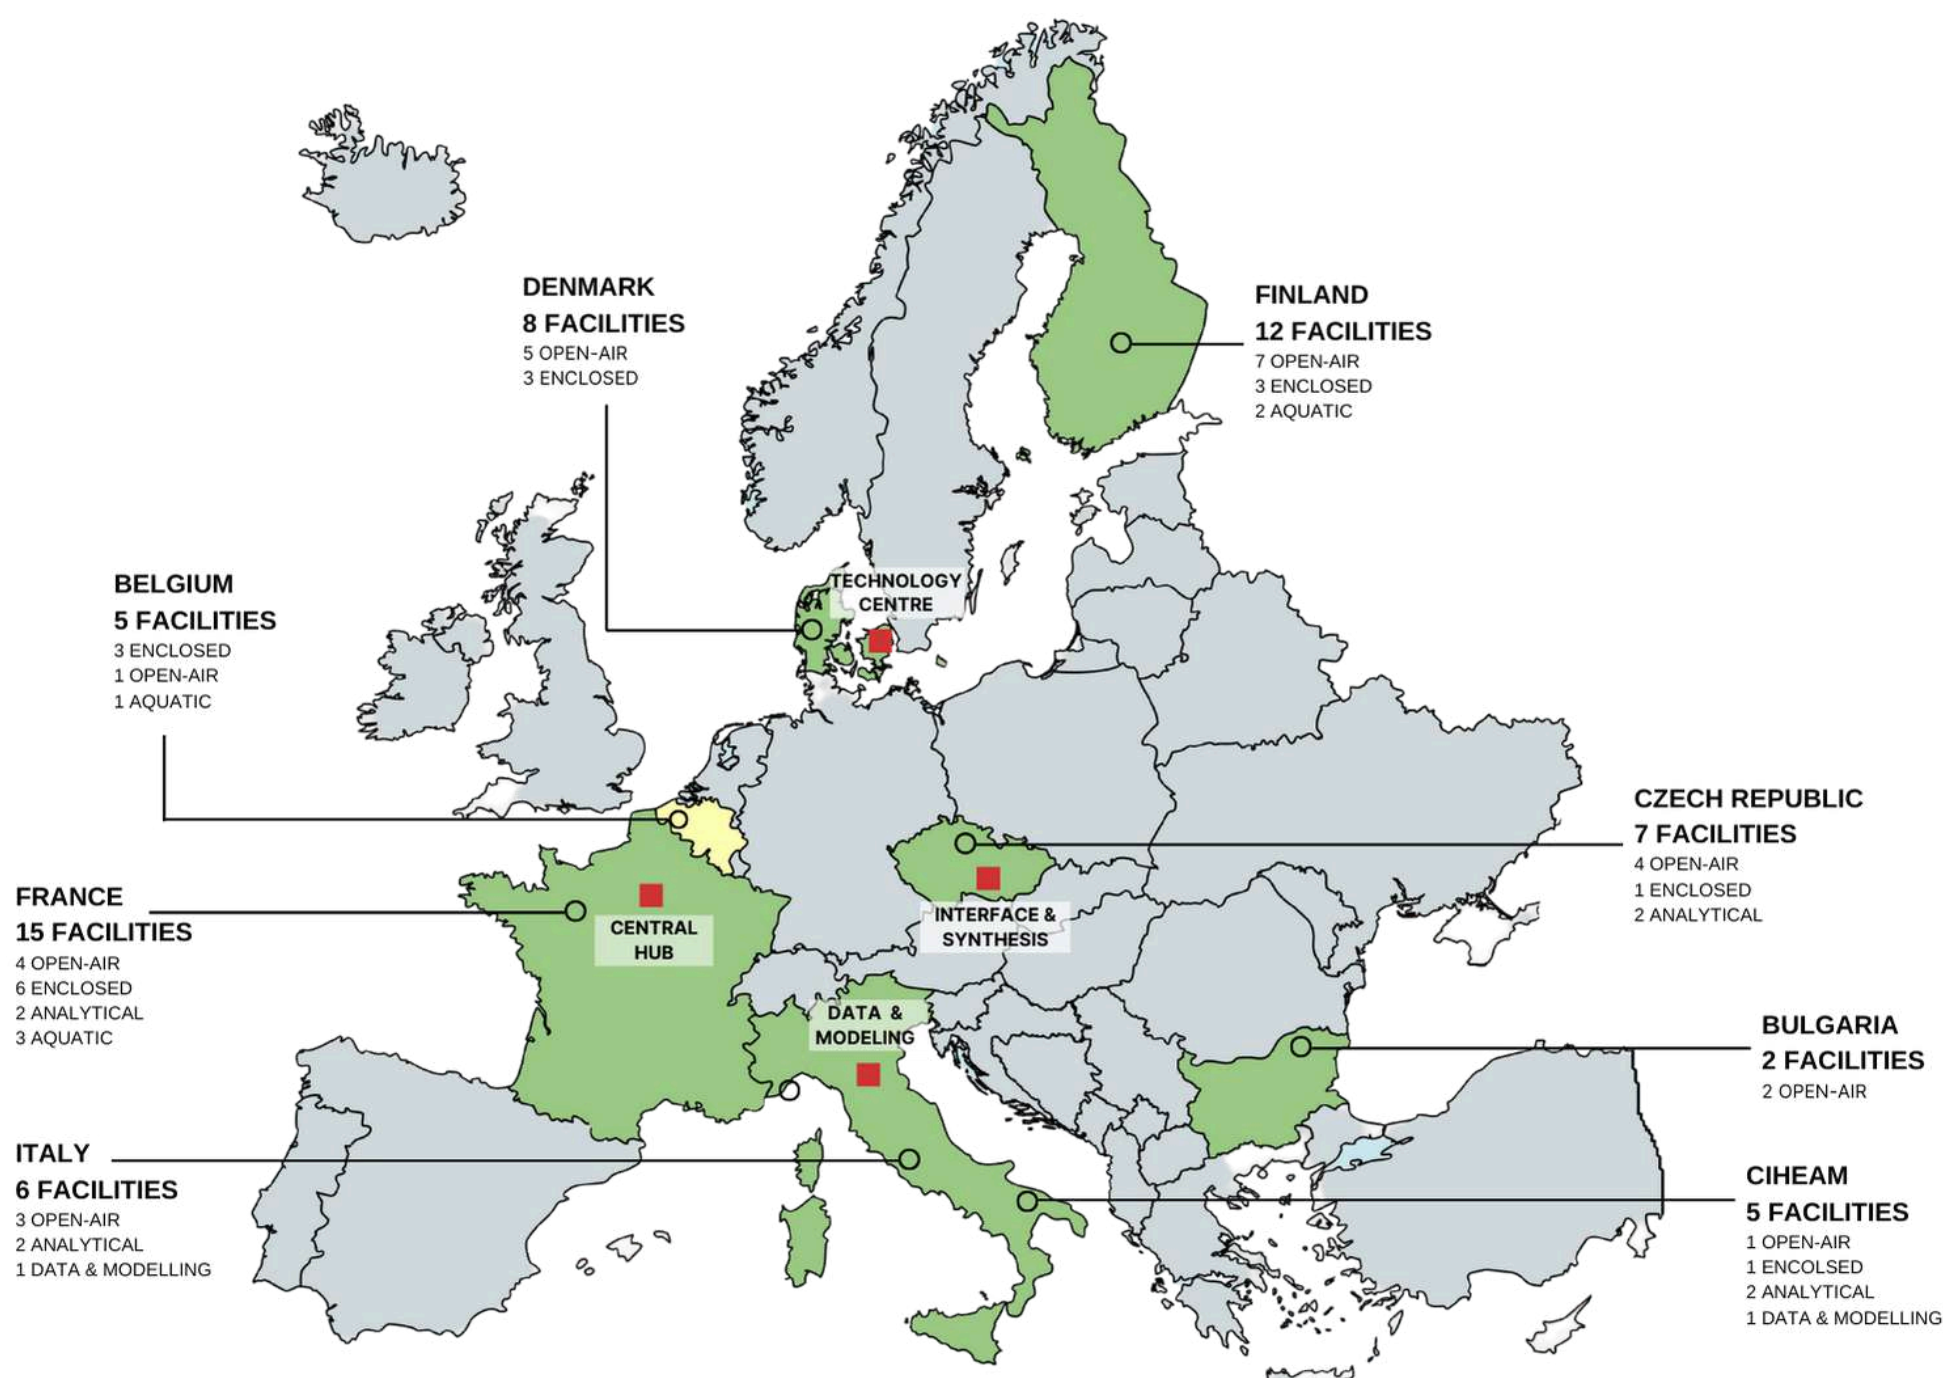 DENMARK
8 FACILITIES
5 OPEN-AIR
3 ENCLOSED
FINLAND
12 FACILITIES
7 OPEN-AIR
3 ENCLOSED
2 AQUATIC
BELGIUM
5 FACILITIES
3 ENCLOSED
1 OPEN-AIR
1 AQUATIC
TECHNOLOGY
CENTRE
CZECH REPUBLIC
7 FACILITIES
4 OPEN-AIR
1 ENCLOSED
2 ANALYTICAL
FRANCE
15 FACILITIES
4 OPEN-AIR
6 ENCLOSED
2 ANALYTICAL
3 AQUATIC
CENTRAL
HUB
INTERFACE &
SYNTHESIS
DATA &
MODELING
BULGARIA
2 FACILITIES
2 OPEN-AIR
ITALY
6 FACILITIES
3 OPEN-AIR
2 ANALYTICAL
1 DATA & MODELLING
CIHEAM
5 FACILITIES
1 OPEN-AIR
1 ENCOLSED
2 ANALYTICAL
1 DATA & MODELLING